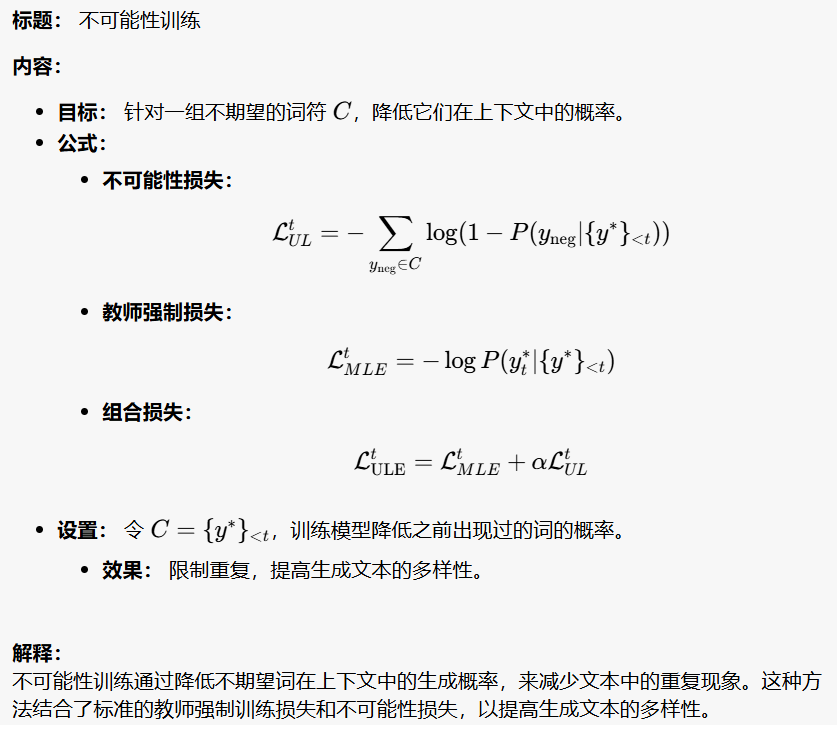 标题： 不可能性训练
内容：
• 目标： 针对一组不期望的词符 $C$，降低它们在上下文中的概率。
• 公式：
• 不可能性损失：
$$\mathcal{L}_{UL}^{t} = -\sum_{y_{\text{neg}} \in C} \log(1 - P(y_{\text{neg}}|\{y^*\}_{<t}))$$
• 教师强制损失：
$$\mathcal{L}_{MLE}^{t} = -\log P(y_t^*|\{y^*\}_{<t})$$
• 组合损失：
$$\mathcal{L}_{\text{ULE}}^{t} = \mathcal{L}_{MLE}^{t} + \alpha \mathcal{L}_{UL}^{t}$$
• 设置： 令 $C = \{y^*\}_{<t}$，训练模型降低之前出现过的词的概率。
• 效果： 限制重复，提高生成文本的多样性。
解释：
不可能性训练通过降低不期望词在上下文中的生成概率，来减少文本中的重复现象。这种方
法结合了标准的教师强制训练损失和不可能性损失，以提高生成文本的多样性。